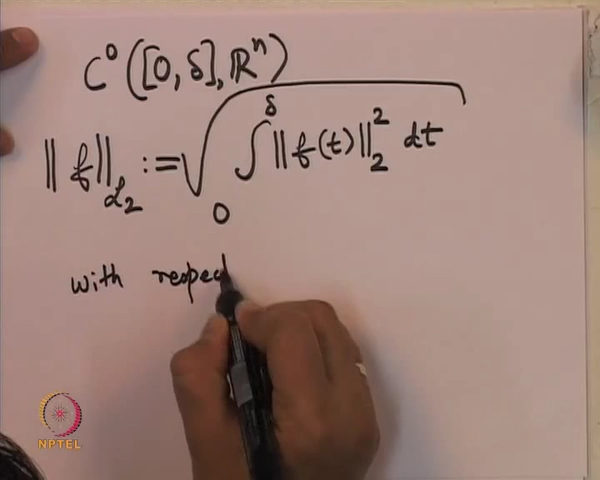 C⁰([0, δ], ℝⁿ)
‖f‖_{ℒ₂} := √(∫₀^δ ‖f(t)‖₂² dt)
with respec
NPTEL